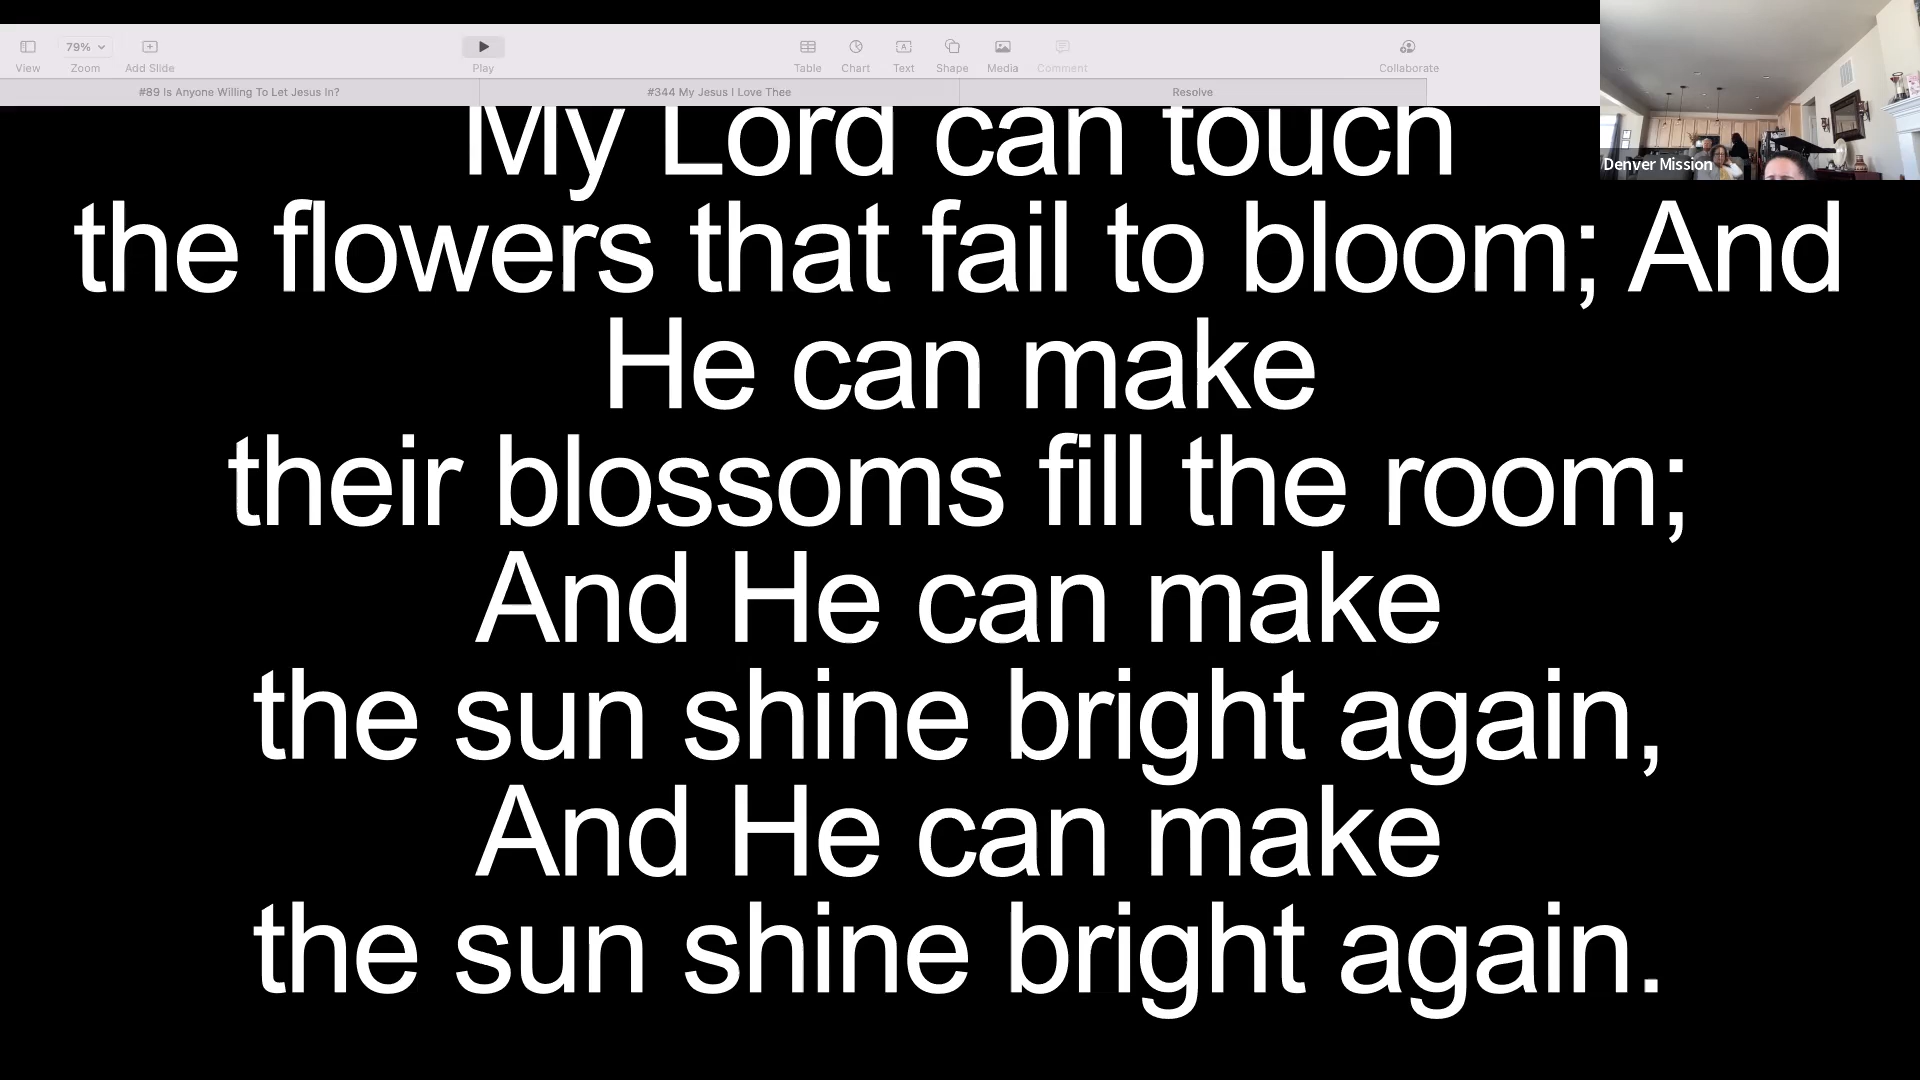 79%
View
Zoom
Add Slide
Play
Table
Chart
Text
Shape
Media
Comment
Collaborate
#89 Is Anyone Willing To Let Jesus In?
#344 My Jesus I Love Thee
Resolve
Denver Mission
My Lord can touch
the flowers that fail to bloom; And
He can make
their blossoms fill the room;
And He can make
the sun shine bright again,
And He can make
the sun shine bright again.